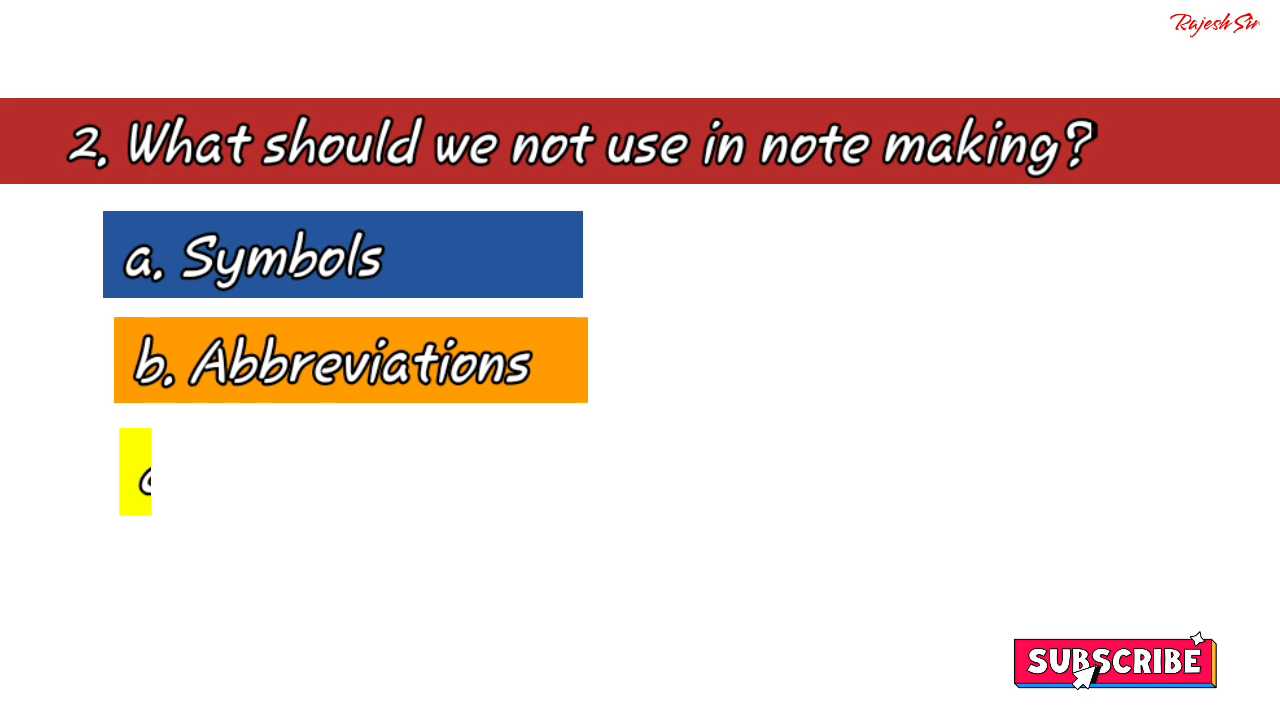 Rajesh Sir
2. What should we not use in note making?
a. Symbols
b. Abbreviations
SUBSCRIBE